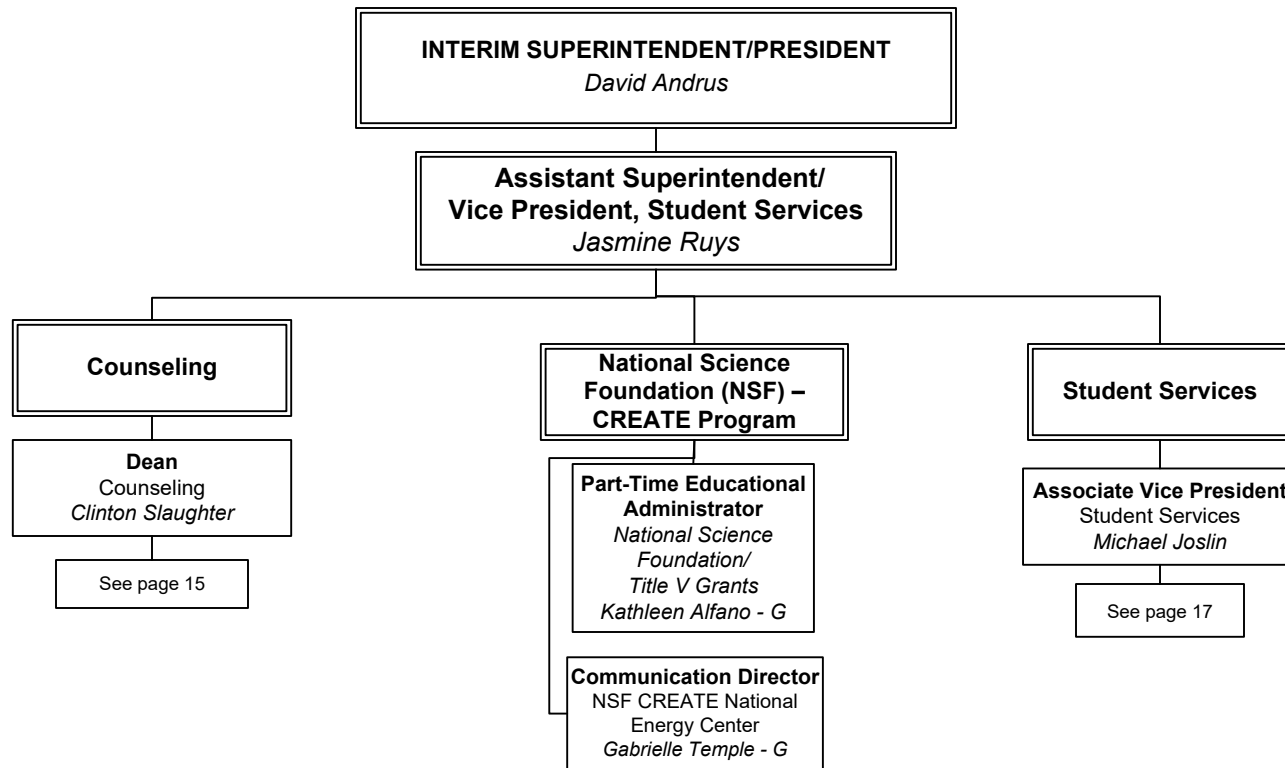 INTERIM SUPERINTENDENT/PRESIDENT
David Andrus
Assistant Superintendent/
Vice President, Student Services
Jasmine Ruys
Counseling
Dean
Counseling
Clinton Slaughter
See page 15
National Science
Foundation (NSF) –
CREATE Program
Part-Time Educational
Administrator
National Science
Foundation/
Title V Grants
Kathleen Alfano - G
Communication Director
NSF CREATE National
Energy Center
Gabrielle Temple - G
Student Services
Associate Vice President
Student Services
Michael Joslin
See page 17